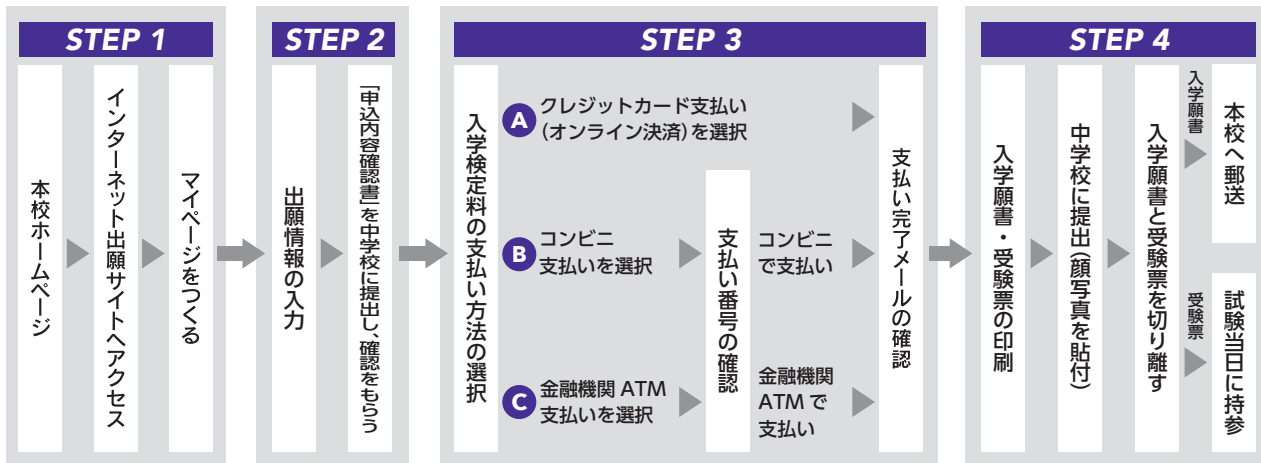 STEP 1
本校ホームページ
インターネット出願サイトへアクセス
マイページをつくる
STEP 2
出願情報の入力
「申込内容確認書」を中学校に提出し、確認をもらう
STEP 3
入学検定料の支払い方法の選択
A クレジットカード支払い
(オンライン決済)を選択
B コンビニ
支払いを選択
C 金融機関 ATM
支払いを選択
支払い番号の確認
コンビニ
で支払い
金融機関
ATM で
支払い
支払い完了メールの確認
STEP 4
入学願書・受験票の印刷
中学校に提出(顔写真を貼付)
入学願書と受験票を切り離す
入学願書
本校へ郵送
受験票
試験当日に持参